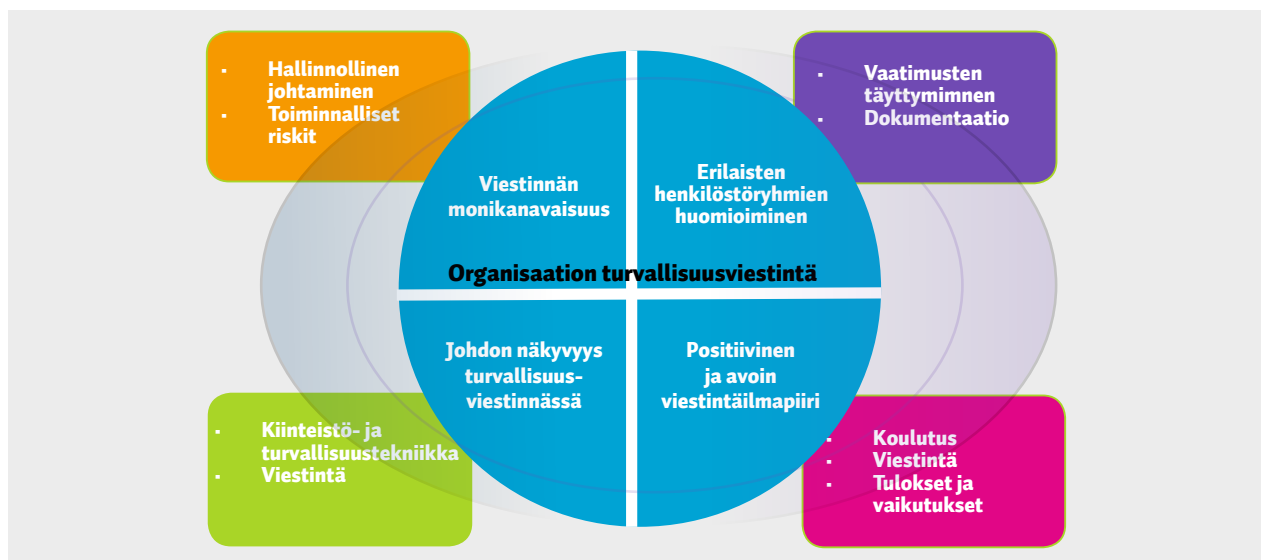 Hallinnollinen
johtaminen
Toiminnalliset
riskit
Vaatimusten
täyttymimnen
Dokumentaatio
Viestinnän
monikanavaisuus
Erilaisten
henkilöstöryhmien
huomioiminen
Organisaation turvallisuusviestintä
Johdon näkyvyys
turvallisuus-
viestinnässä
Positiivinen
ja avoin
viestintäilmapiiri
Kiinteistö- ja
turvallisuustekniikka
Viestintä
Koulutus
Viestintä
Tulokset ja
vaikutukset